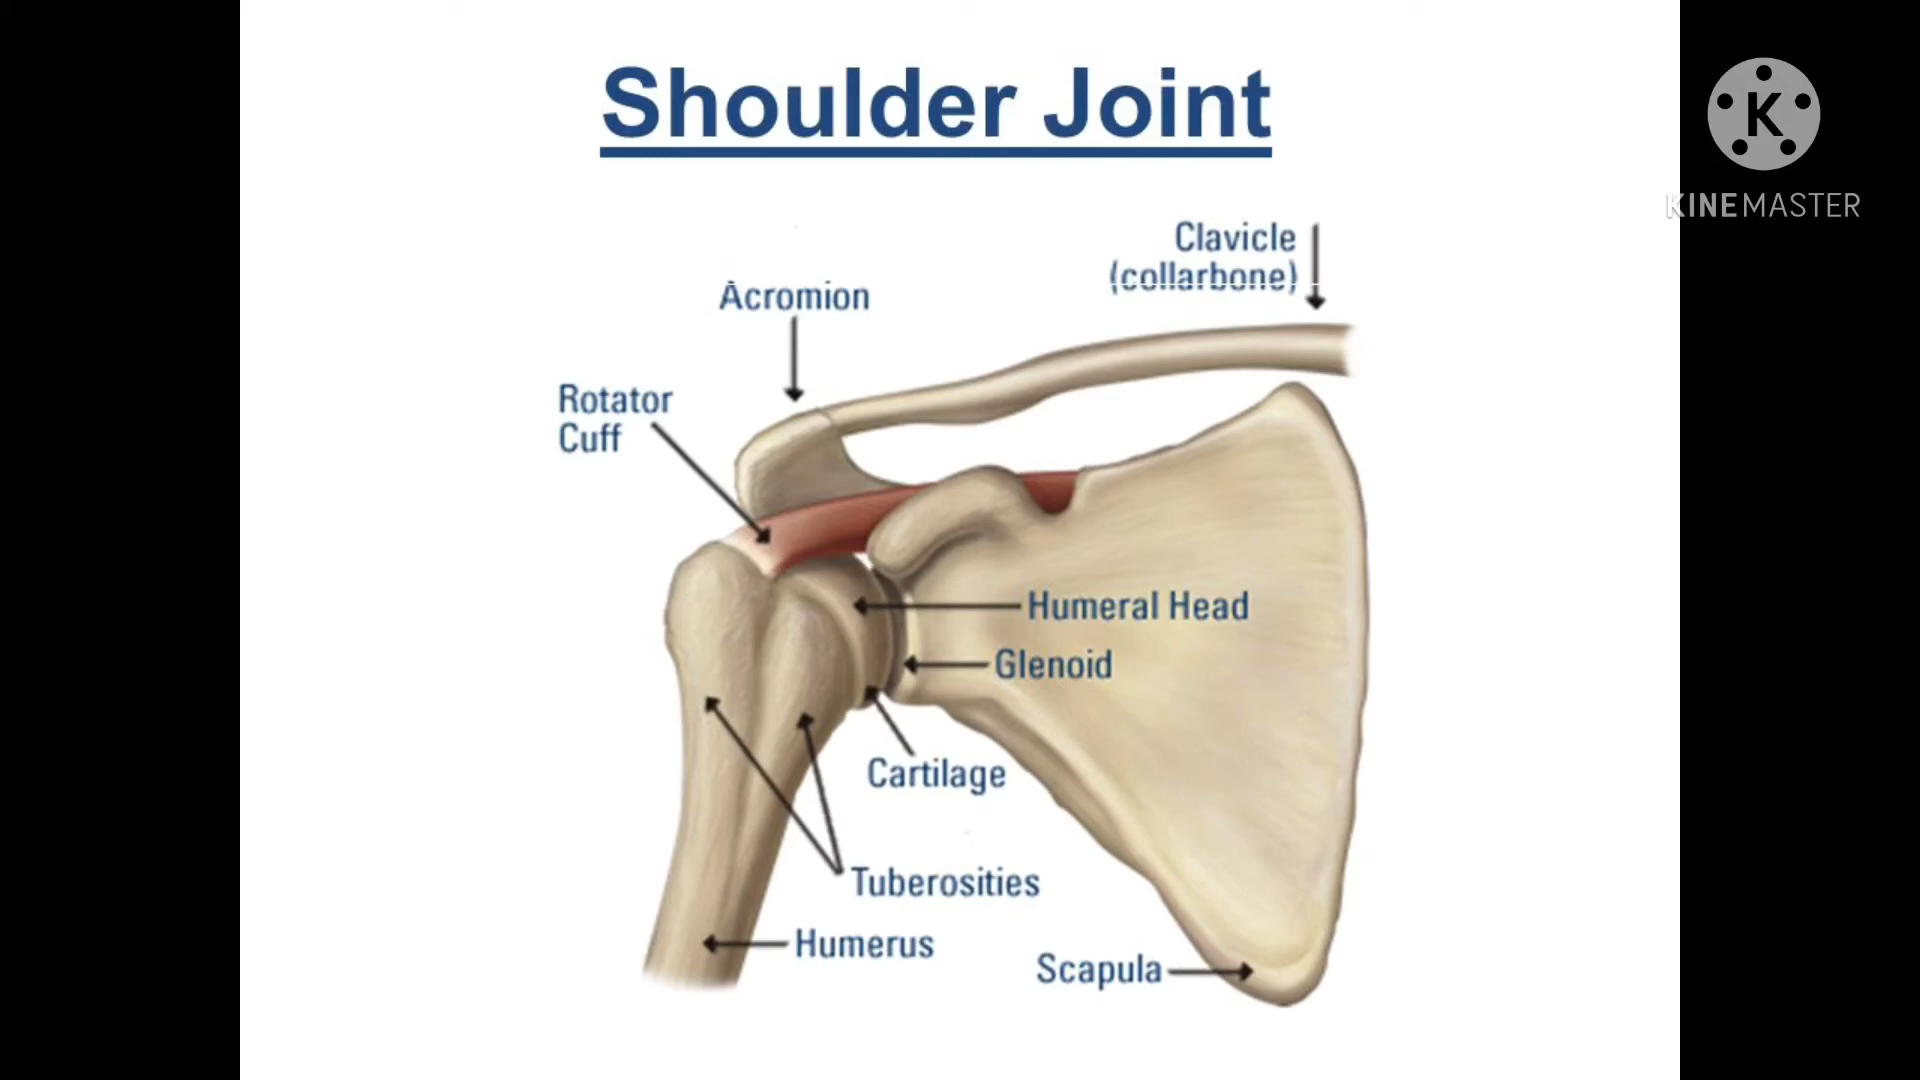 Shoulder Joint
K
KINEMASTER
Clavicle
(collarbone)
Acromion
Rotator
Cuff
Humeral Head
Glenoid
Cartilage
Tuberosities
Humerus
Scapula